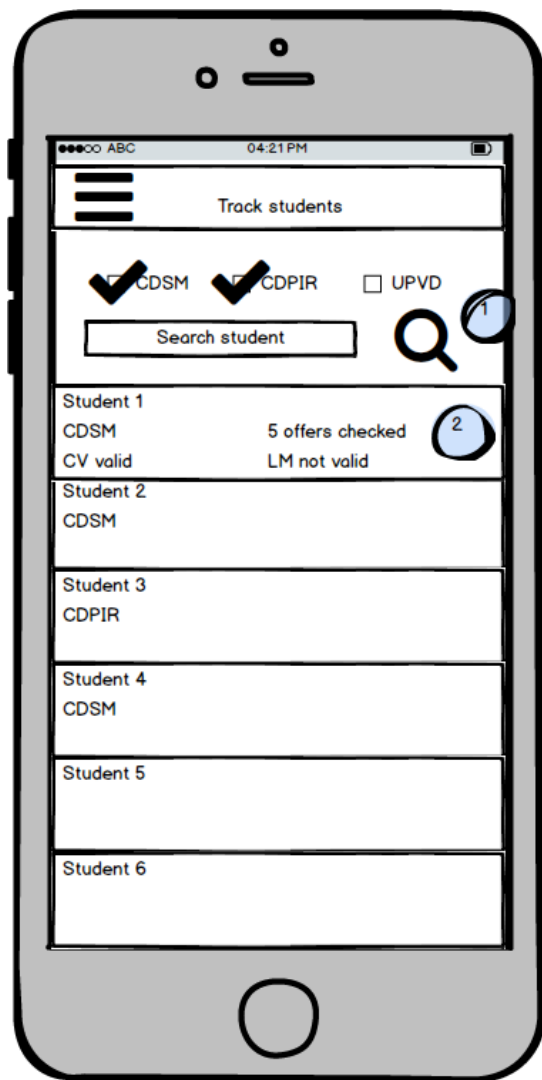 ABC 04:21 PM
Track students
CDSM CDPIR UPVD
1
Search student
Student 1
CDSM 5 offers checked
2
CV valid LM not valid
Student 2
CDSM
Student 3
CDPIR
Student 4
CDSM
Student 5
Student 6